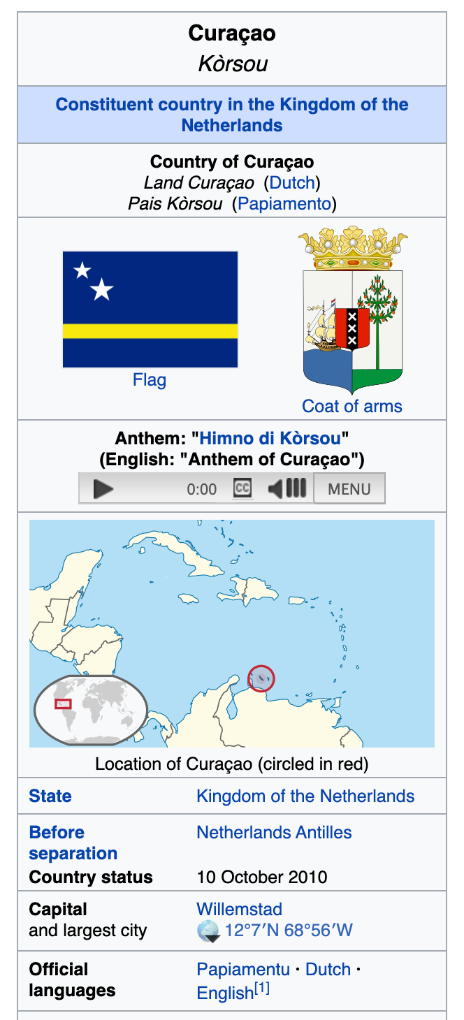 Curaçao
Kòrsou
Constituent country in the Kingdom of the
Netherlands
Country of Curaçao
Land Curaçao (Dutch)
Pais Kòrsou (Papiamento)
Flag
Coat of arms
Anthem: "Himno di Kòrsou"
(English: "Anthem of Curaçao")
0:00 CC MENU
Location of Curaçao (circled in red)
State Kingdom of the Netherlands
Before Netherlands Antilles
separation
Country status 10 October 2010
Capital Willemstad
and largest city 12°7′N 68°56′W
Official Papiamentu · Dutch ·
languages English[1]